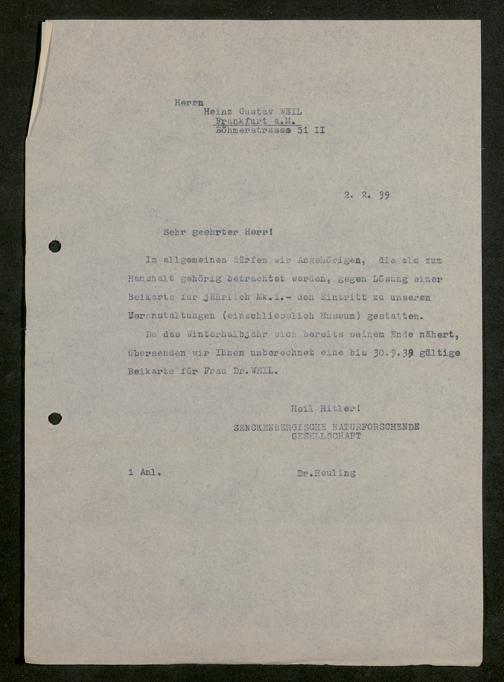 Herrn
Heinz Gustav WEIL
Frankfurt a.M.
Böhmerstrasse 51 II
2. 2. 39
Sehr geehrter Herr!
Im allgemeinen dürfen wir Angehörigen, die als zum
Haushalt gehörig betrachtet werden, gegen Lösung einer
Beikarte für jährlich Mk.1.- den Eintritt zu unseren
Veranstaltungen (einschliesslich Museum) gestatten.
Da das Winterhalbjahr sich bereits seinem Ende nähert,
übersenden wir Ihnen unberechnet eine bis 30.9.39 gültige
Beikarte für Frau Dr.WEIL.
Heil Hitler!
SENCKENBERGISCHE NATURFORSCHENDE
GESELLSCHAFT
1 Anl.
Dr.Heuling